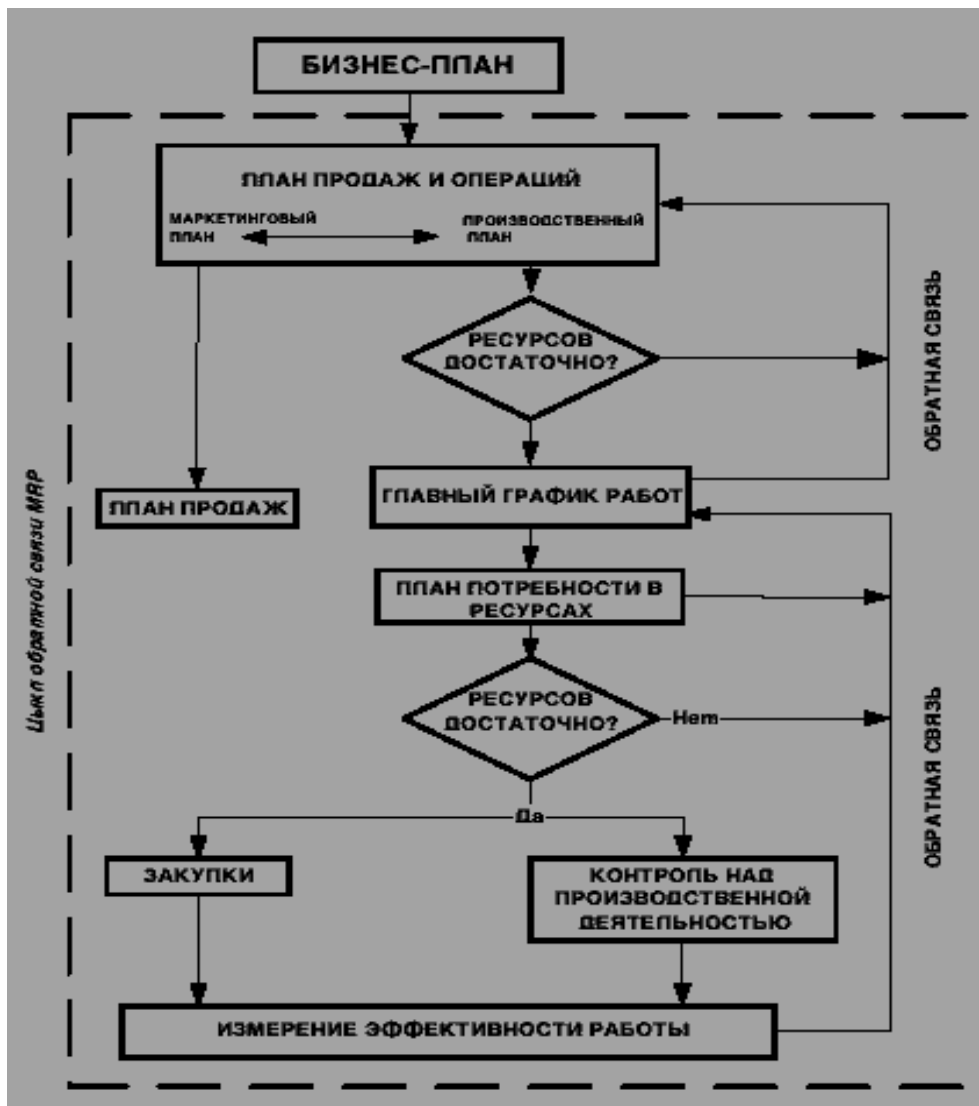 БИЗНЕС-ПЛАН
ПЛАН ПРОДАЖ И ОПЕРАЦИЙ
МАРКЕТИНГОВЫЙ
ПЛАН
ПРОИЗВОДСТВЕННЫЙ
ПЛАН
РЕСУРСОВ
ДОСТАТОЧНО?
ОБРАТНАЯ СВЯЗЬ
ПЛАН ПРОДАЖ
ГЛАВНЫЙ ГРАФИК РАБОТ
Цикл обратной связи MRP
ПЛАН ПОТРЕБНОСТИ В
РЕСУРСАХ
РЕСУРСОВ
ДОСТАТОЧНО?
Нет
ОБРАТНАЯ СВЯЗЬ
Да
ЗАКУПКИ
КОНТРОЛЬ НАД
ПРОИЗВОДСТВЕННОЙ
ДЕЯТЕЛЬНОСТЬЮ
ИЗМЕРЕНИЕ ЭФФЕКТИВНОСТИ РАБОТЫ